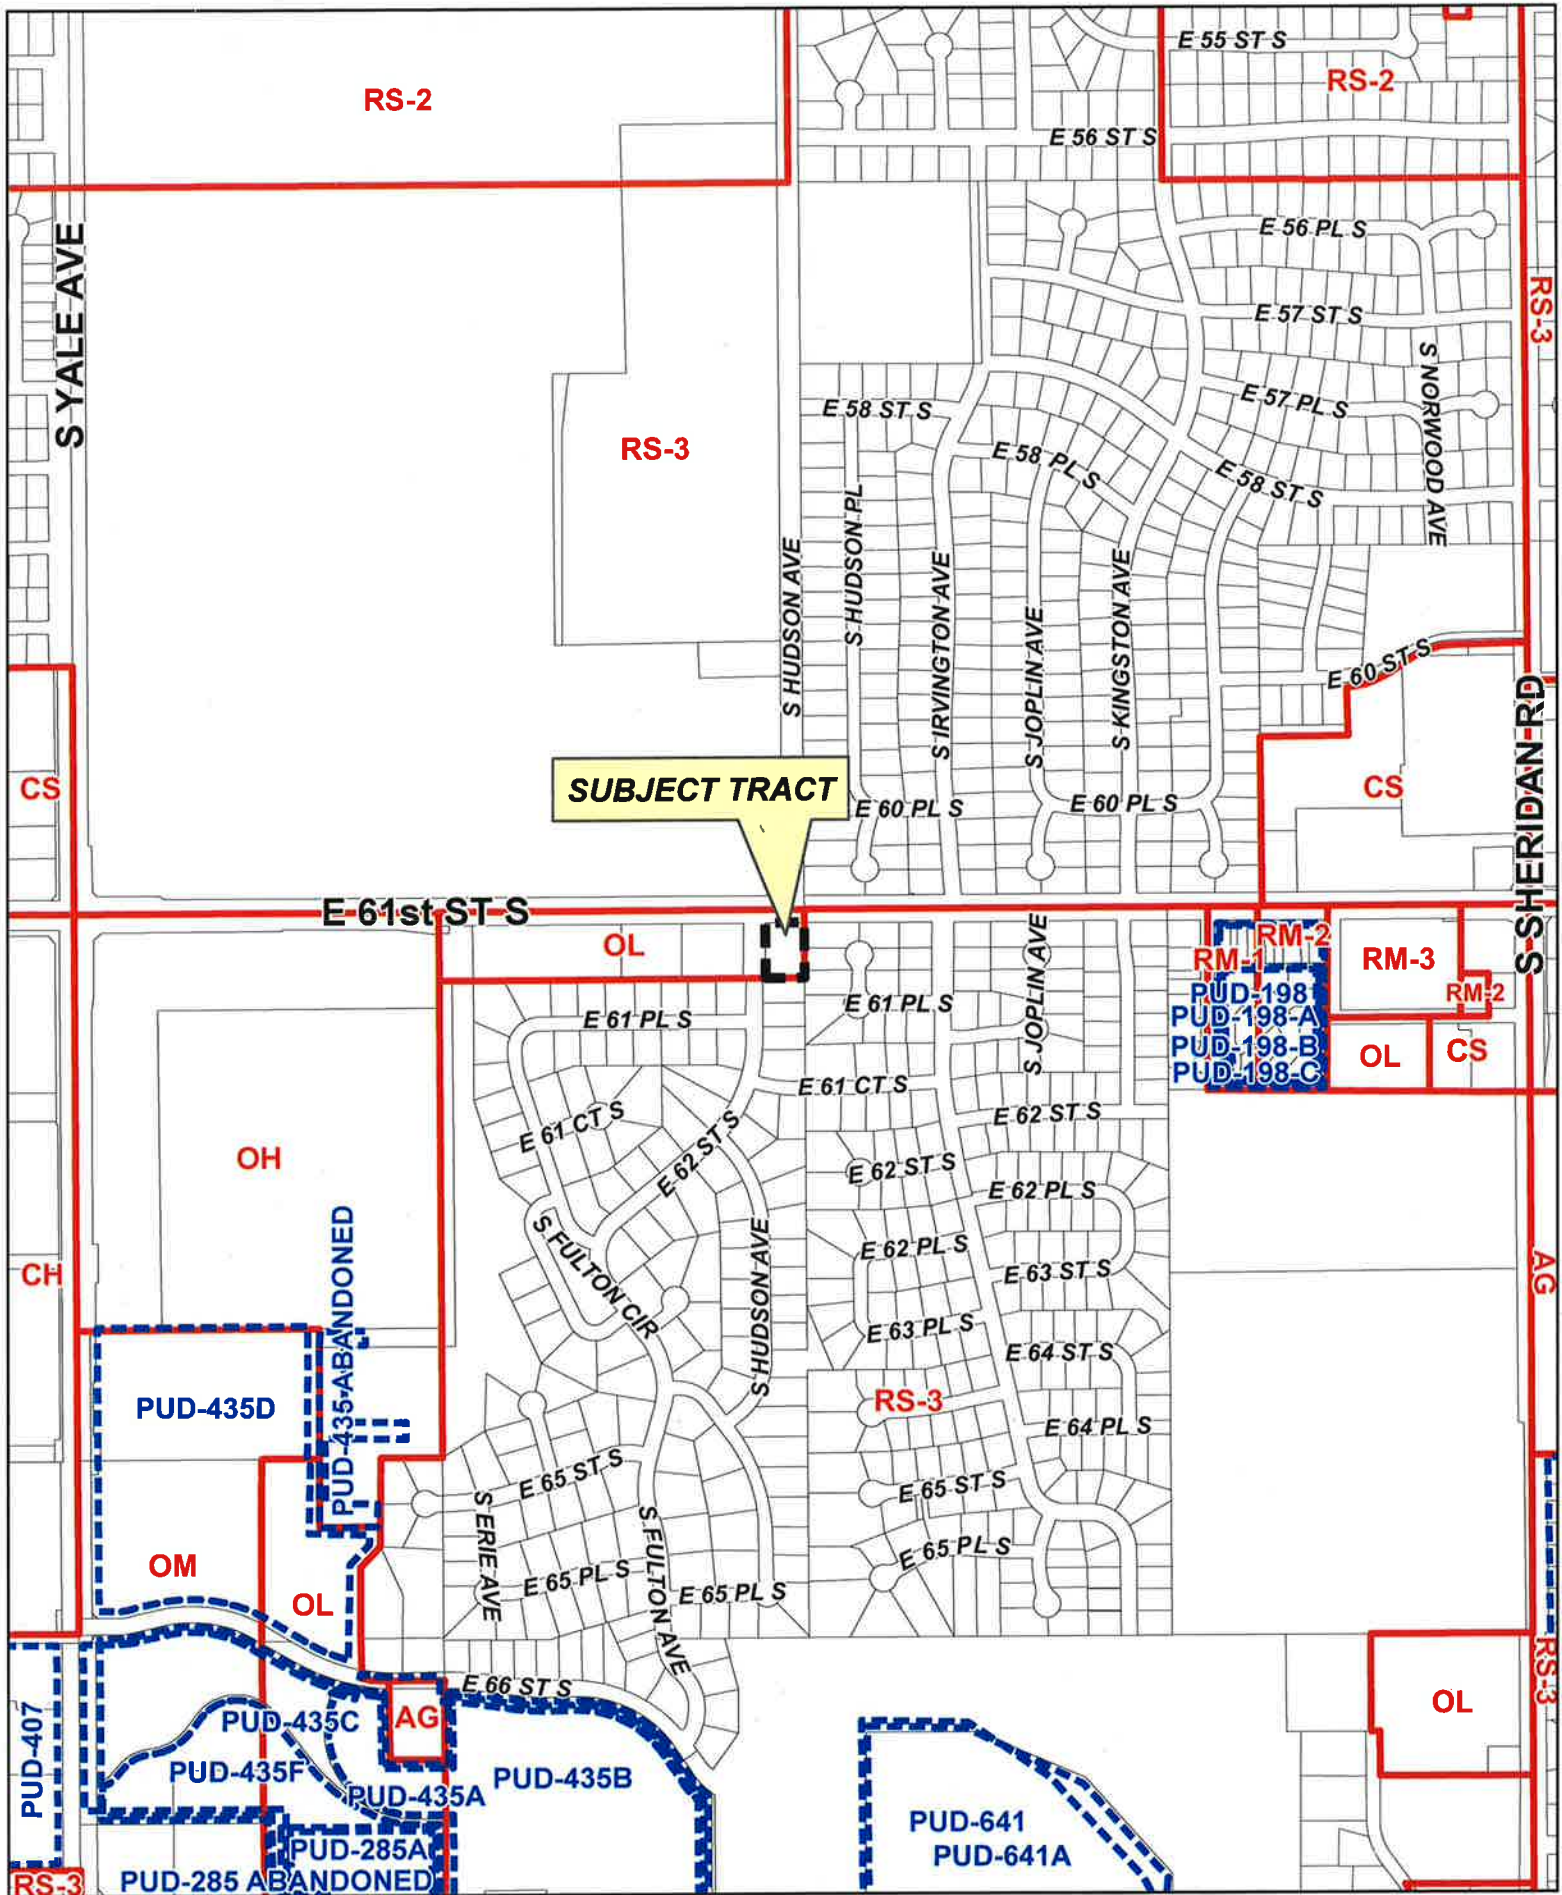 E 55 ST S
RS-2
RS-2
E 56 ST S
S YALE AVE
E 56 PL S
RS-3
E 57 ST S
S NORWOOD AVE
E 57 PL S
E 58 ST S
RS-3
E 58 PL S
E 58 ST S
S HUDSON AVE
S HUDSON PL
S IRVINGTON AVE
S JOPLIN AVE
S KINGSTON AVE
E 60 ST S
S SHERIDAN RD
CS
SUBJECT TRACT
CS
E 60 PL S
E 60 PL S
E 61st ST S
OL
S JOPLIN AVE
RM-2
RM-1
RM-3
RM-2
PUD-198
PUD-198-A
PUD-198-B
PUD-198-C
OL
CS
E 61 PL S
E 61 PL S
E 61 CT S
E 61 CT S
E 62 ST S
E 62 ST S
E 62 ST S
OH
E 62 PL S
S FULTON CIR
S HUDSON AVE
E 62 PL S
E 63 ST S
CH
AG
PUD-435-ABANDONED
E 63 PL S
E 64 ST S
PUD-435D
RS-3
E 64 PL S
E 65 ST S
E 65 ST S
S ERIE AVE
S FULTON AVE
E 65 PL S
OM
OL
E 65 PL S
E 65 PL S
RS-3
E 66 ST S
AG
OL
PUD-407
PUD-435C
PUD-435F
PUD-435A
PUD-435B
PUD-641
PUD-641A
PUD-285A
PUD-285 ABANDONED
RS-3